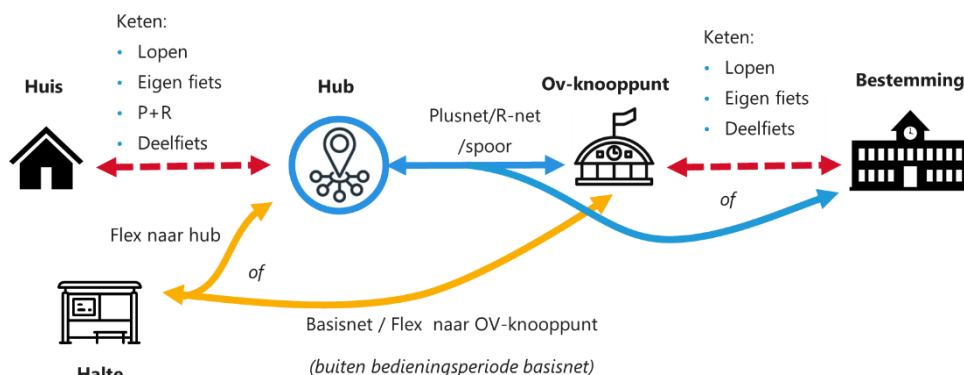 Keten:
• Lopen
• Eigen fiets
• P+R
• Deelfiets
Huis
Hub
Ov-knooppunt
Plusnet/R-net
/spoor
Keten:
• Lopen
• Eigen fiets
• Deelfiets
Bestemming
of
Flex naar hub
of
Basisnet / Flex naar OV-knooppunt
(buiten bedieningsperiode basisnet)
Halte